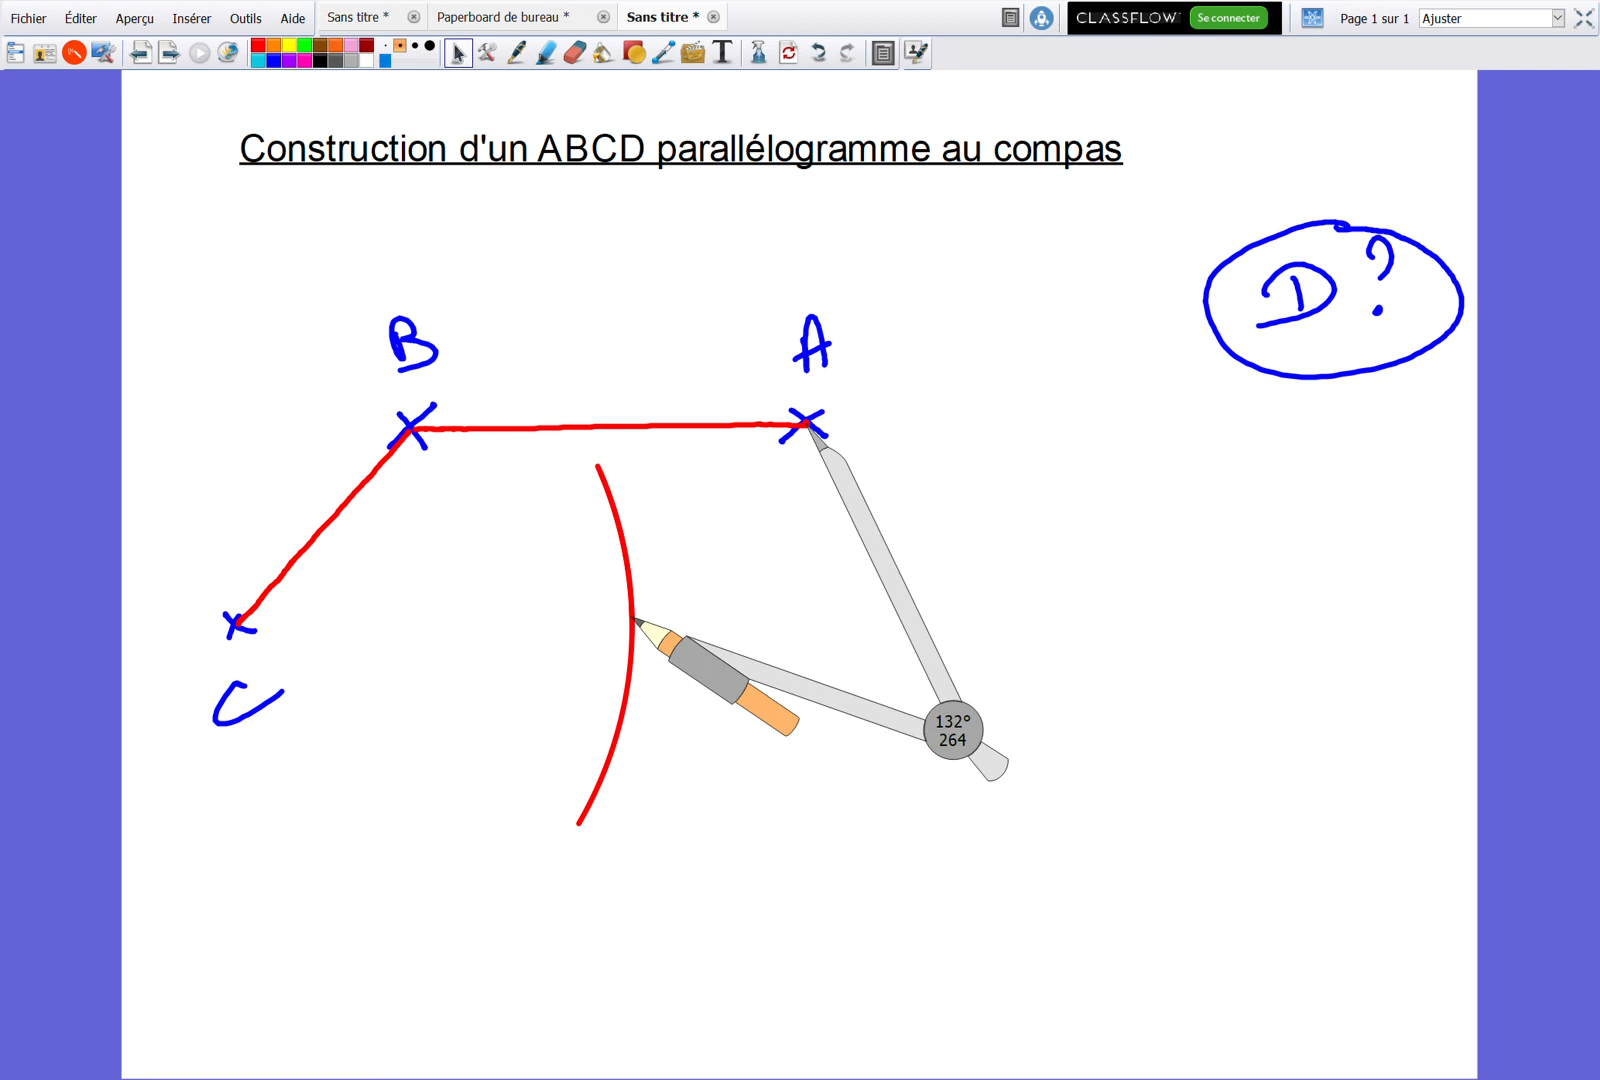 Fichier Éditer Aperçu Insérer Outils Aide Sans titre * Paperboard de bureau * Sans titre * CLASSFLOW Se connecter Page 1 sur 1 Ajuster
T
Construction d'un ABCD parallélogramme au compas
D ?
B A
C
132°
264